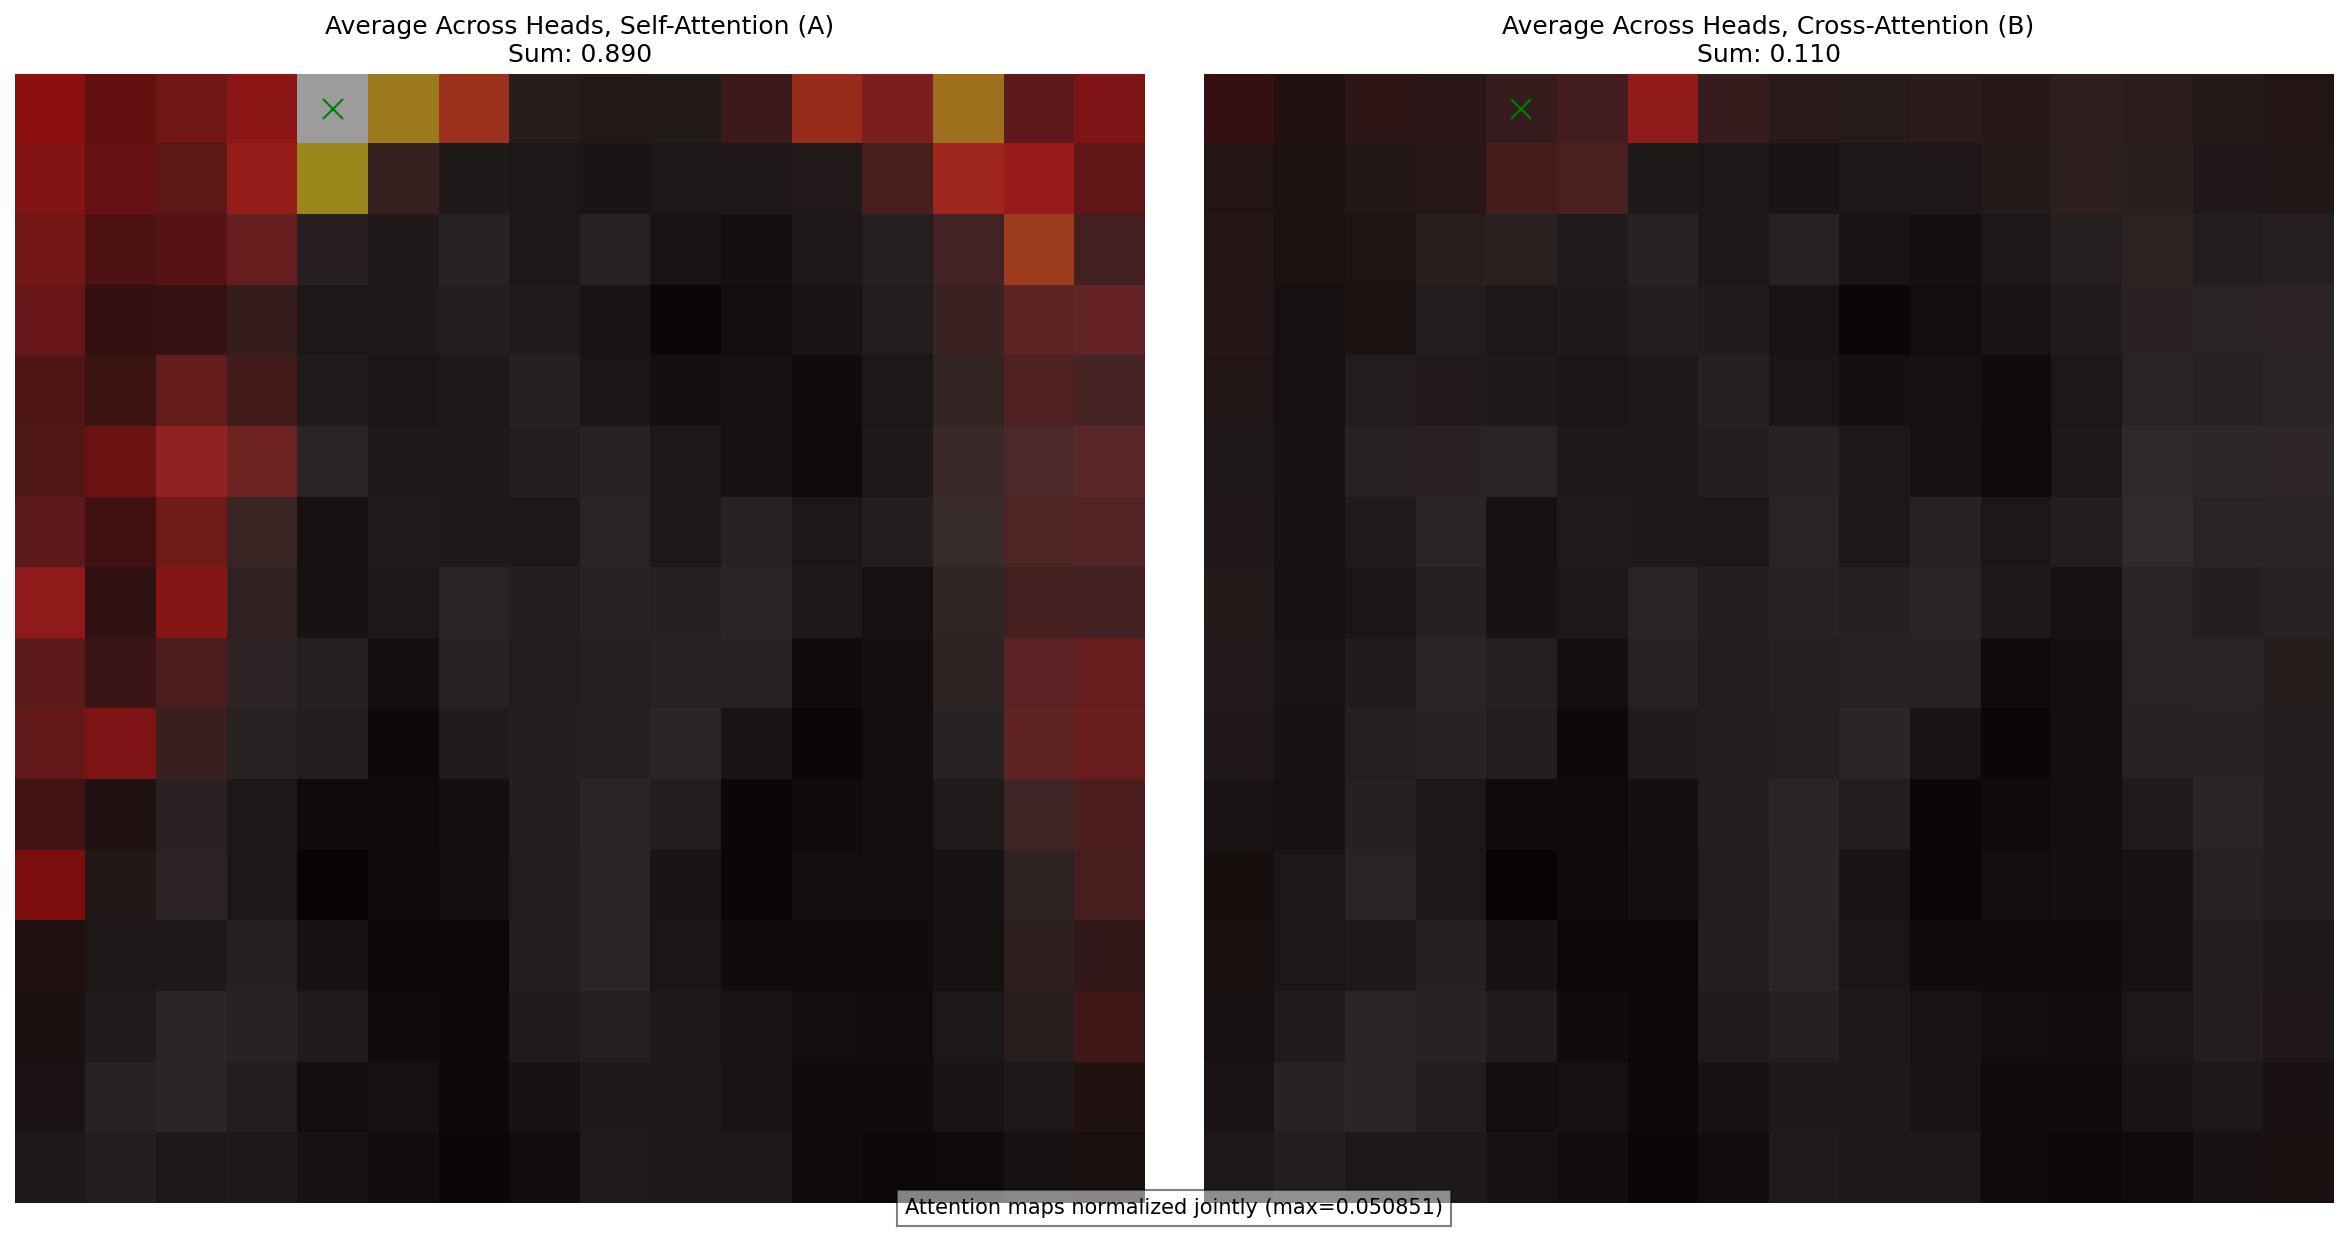 Average Across Heads, Self-Attention (A)
Sum: 0.890
Average Across Heads, Cross-Attention (B)
Sum: 0.110
Attention maps normalized jointly (max=0.050851)